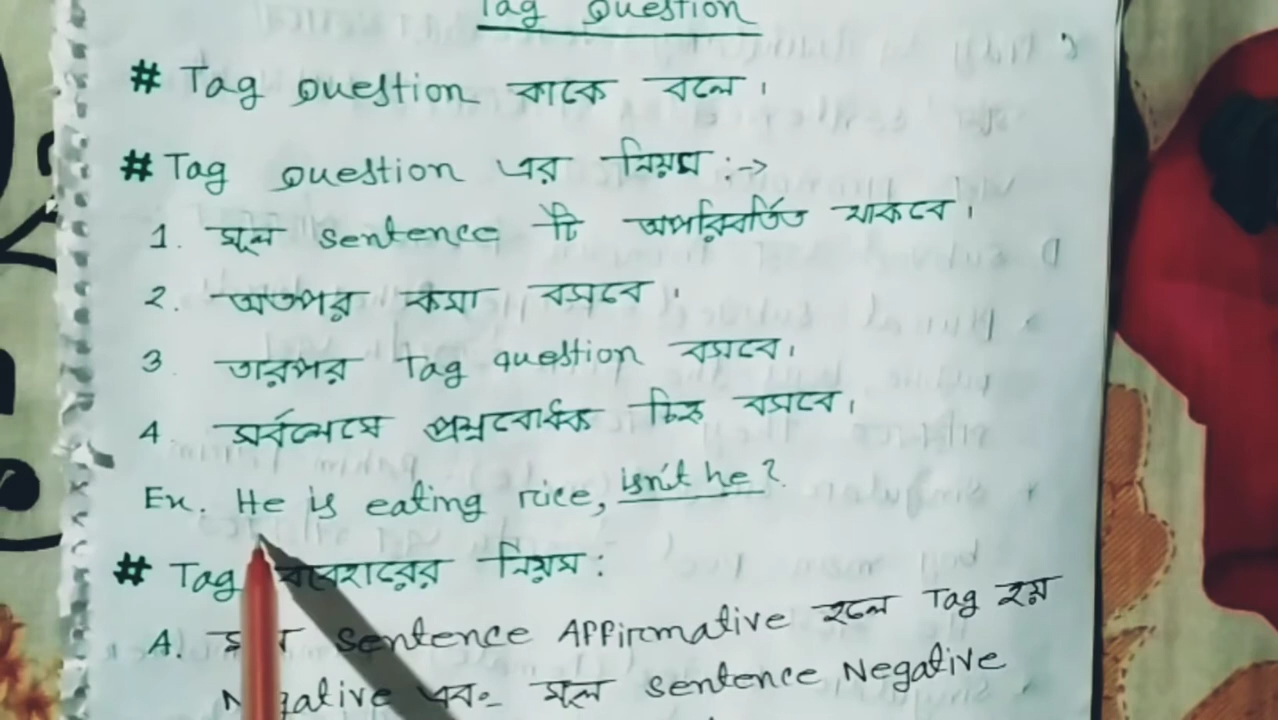 Tag Question
# Tag Question কাকে বলে।
# Tag Question এর নিয়ম :->
1. মূল sentence টি অপরিবর্তিত থাকবে।
2. অতপর কমা বসবে।
3. তারপর Tag question বসবে।
4. সর্বশেষে প্রশ্নবোধক চিহ্ন বসবে।
Ex. He is eating rice, isn't he?
# Tag নিয়ম :
A. sentence Affirmative হলে Tag হয়
Negative এবং মূল sentence Negative